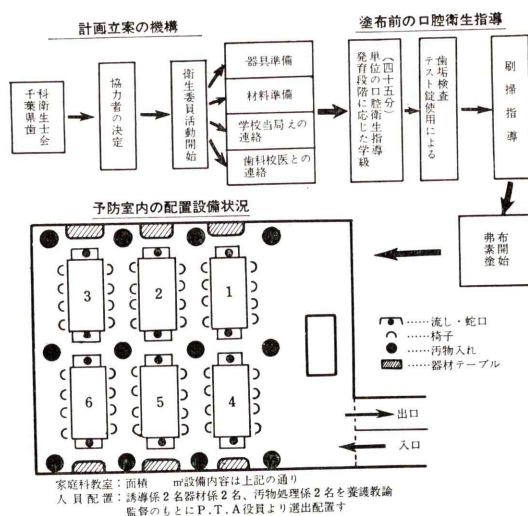 計画立案の機構
塗布前の口腔衛生指導
千葉県歯
科衛生士会
協力者の決定
衛生委員活動開始
器具準備
材料準備
学校当局えの
連絡
歯科校医との
連絡
発育段階に応じた学級
単位の口腔衛生指導
(四十五分)
テスト錠使用による
歯垢検査
刷掃指導
弗素塗
布開始
予防室内の配置設備状況
3
2
1
6
5
4
……流し・蛇口
……椅子
……汚物入れ
……器材テーブル
出口
入口
家庭科教室:面積 ㎡設備内容は上記の通り
人員配置:誘導係2名器材係2名、汚物処理係2名を養護教諭
監督のもとにP.T.A役員より選出配置す